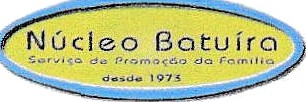 Núcleo Batuíra
Serviço de Promoção da Família
desde 1973